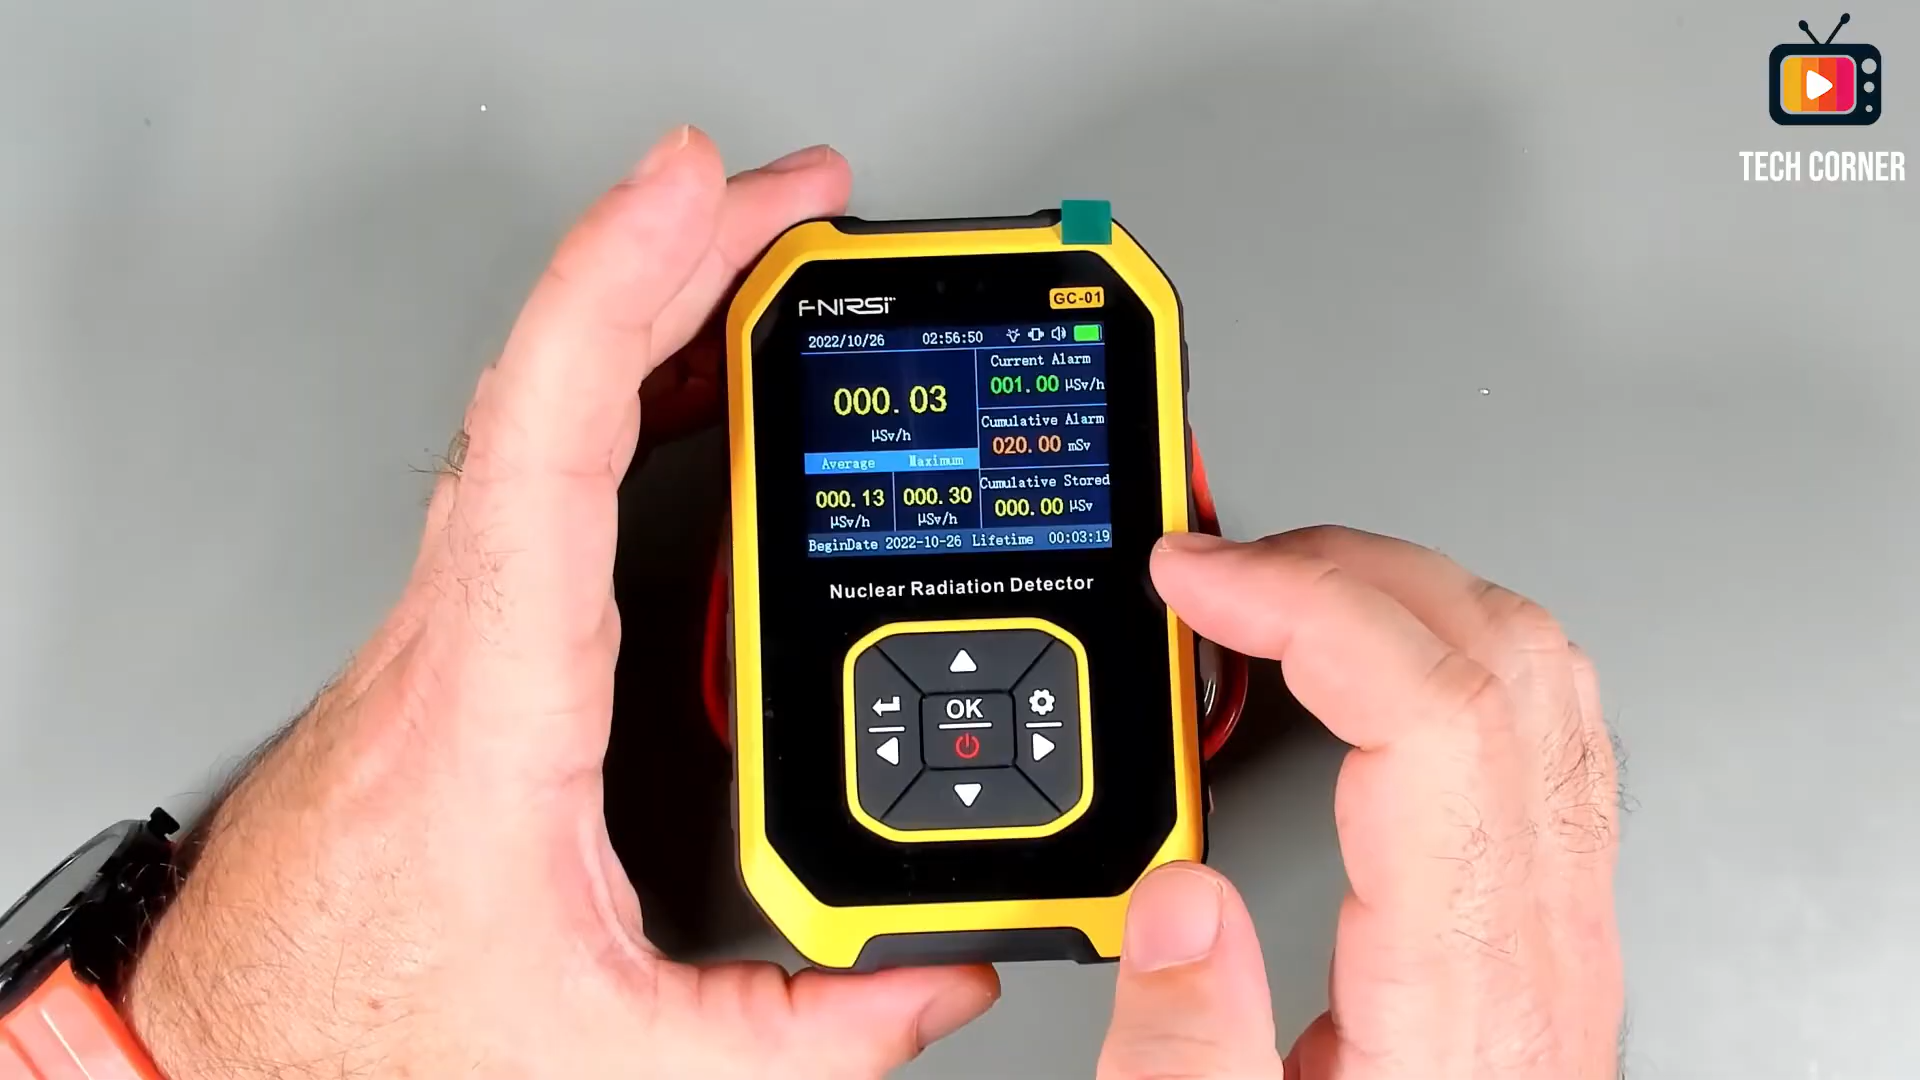 TECH CORNER
FNIRSI
GC-01
2022/10/26 02:56:50
000.03
μSv/h
Average Maximum
000.13 000.30
μSv/h μSv/h
Current Alarm
001.00 μSv/h
Cumulative Alarm
020.00 mSv
Cumulative Stored
000.00 μSv
BeginDate 2022-10-26 Lifetime 00:03:19
Nuclear Radiation Detector
OK